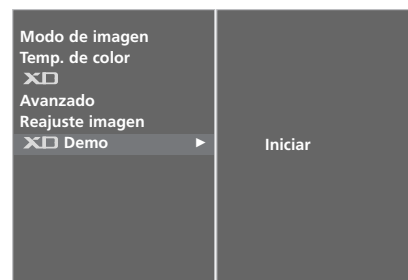 Modo de imagen
Temp. de color
XD
Avanzado
Reajuste imagen
XD Demo ►
Iniciar